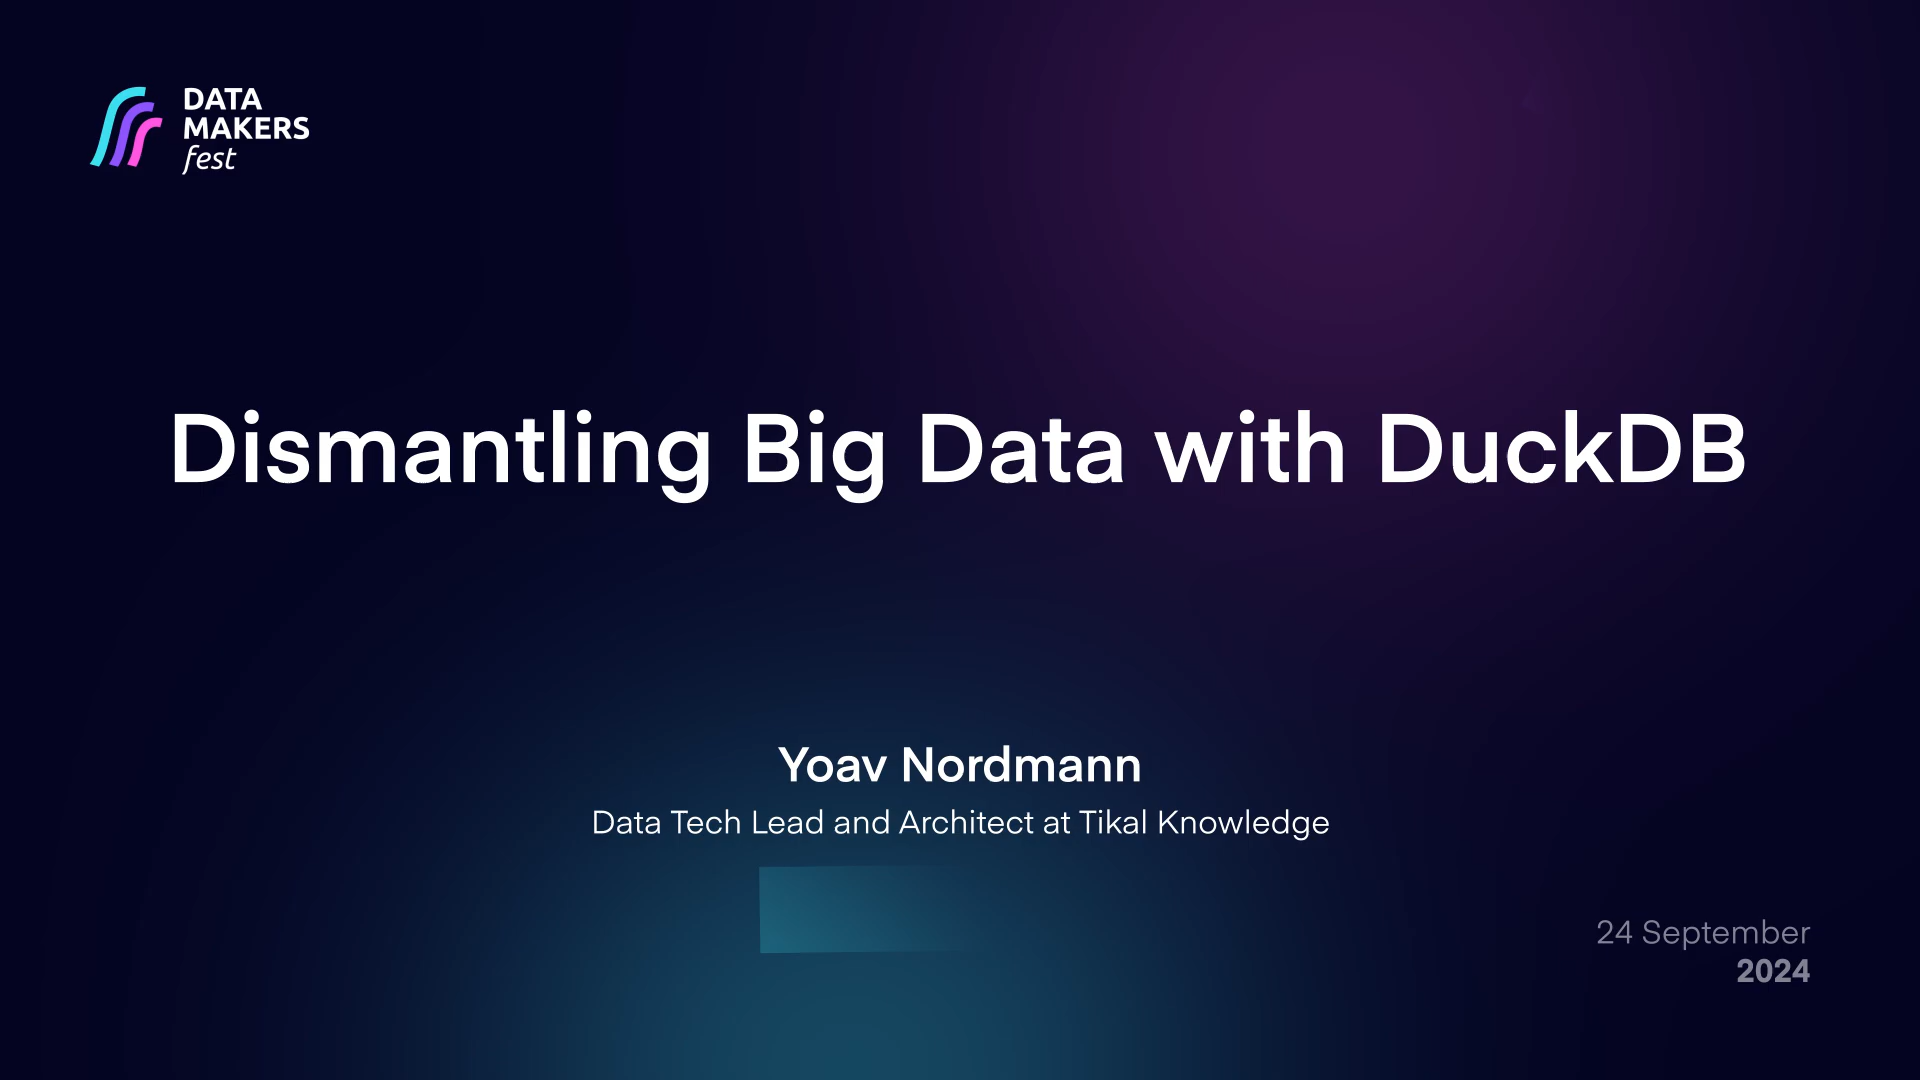 DATA
MAKERS
fest
Dismantling Big Data with DuckDB
Yoav Nordmann
Data Tech Lead and Architect at Tikal Knowledge
24 September
2024